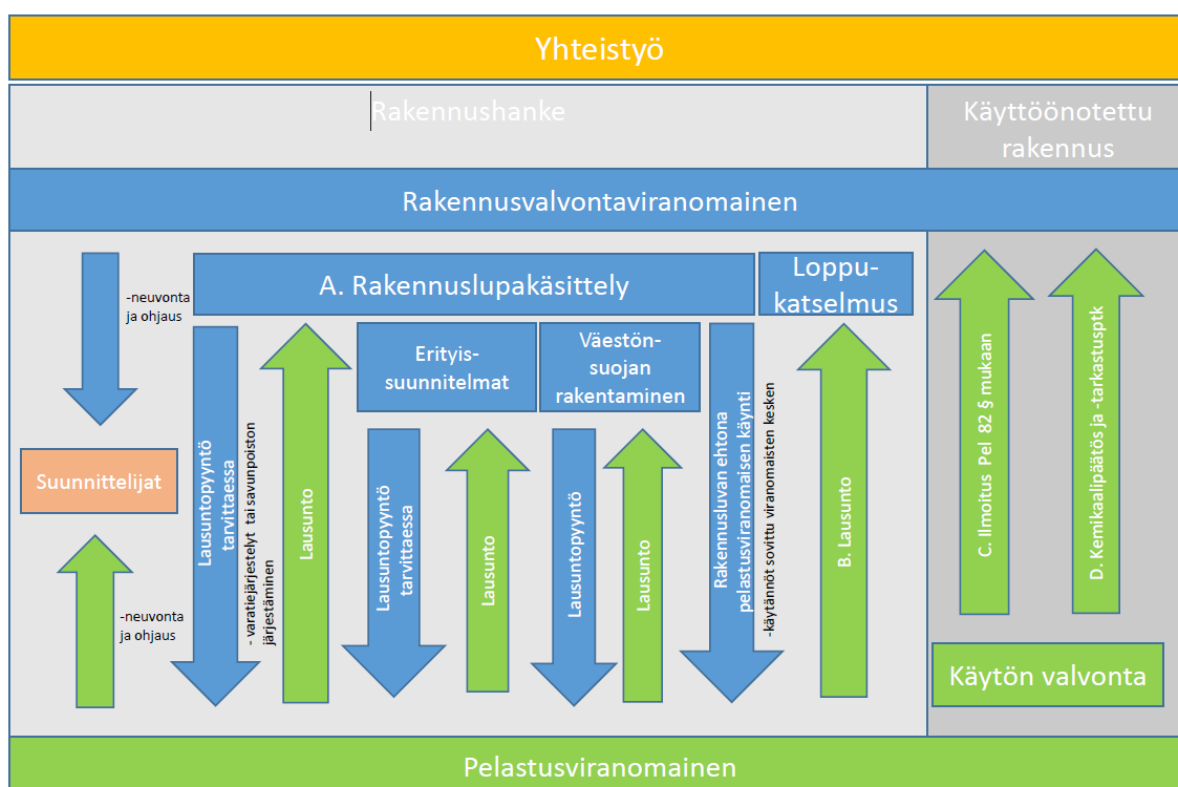 Yhteistyö
Rakennushanke
Käyttöönotettu
rakennus
Rakennusvalvontaviranomainen
-neuvonta
ja ohjaus
Suunnittelijat
-neuvonta
ja ohjaus
A. Rakennuslupakäsittely
Lausuntopyyntö
tarvittaessa
- varatiejärjestelyt tai savunpoiston
järjestäminen
Lausunto
Erityis-
suunnitelmat
Lausuntopyyntö
tarvittaessa
Lausunto
Väestön-
suojan
rakentaminen
Lausuntopyyntö
Lausunto
Rakennusluvan ehtona
pelastusviranomaisen käynti
-käytännöt sovittu viranomaisten kesken
Loppu-
katselmus
B. Lausunto
C. Ilmoitus Pel 82 § mukaan
D. Kemikaalipäätös ja -tarkastusptk
Käytön valvonta
Pelastusviranomainen